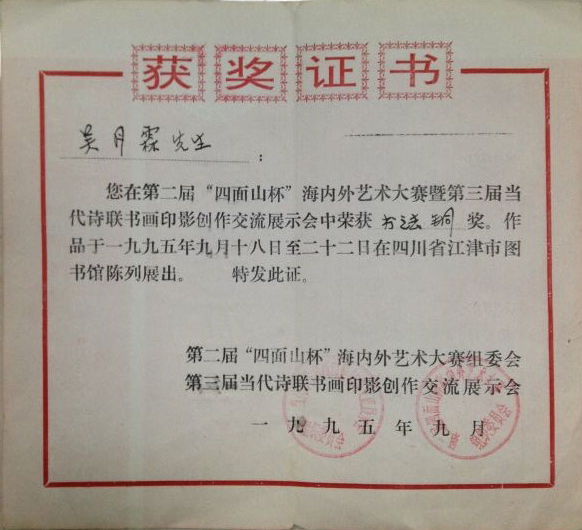 获奖证书
吴月霖先生：
您在第二届“四面山杯”海内外艺术大赛暨第三届当
代诗联书画印影创作交流展示会中荣获书法铜奖。作
品于一九九五年九月十八日至二十二日在四川省江津市图
书馆陈列展出。 特发此证。
第二届“四面山杯”海内外艺术大赛组委会
第三届当代诗联书画印影创作交流展示会
一九九五年九月